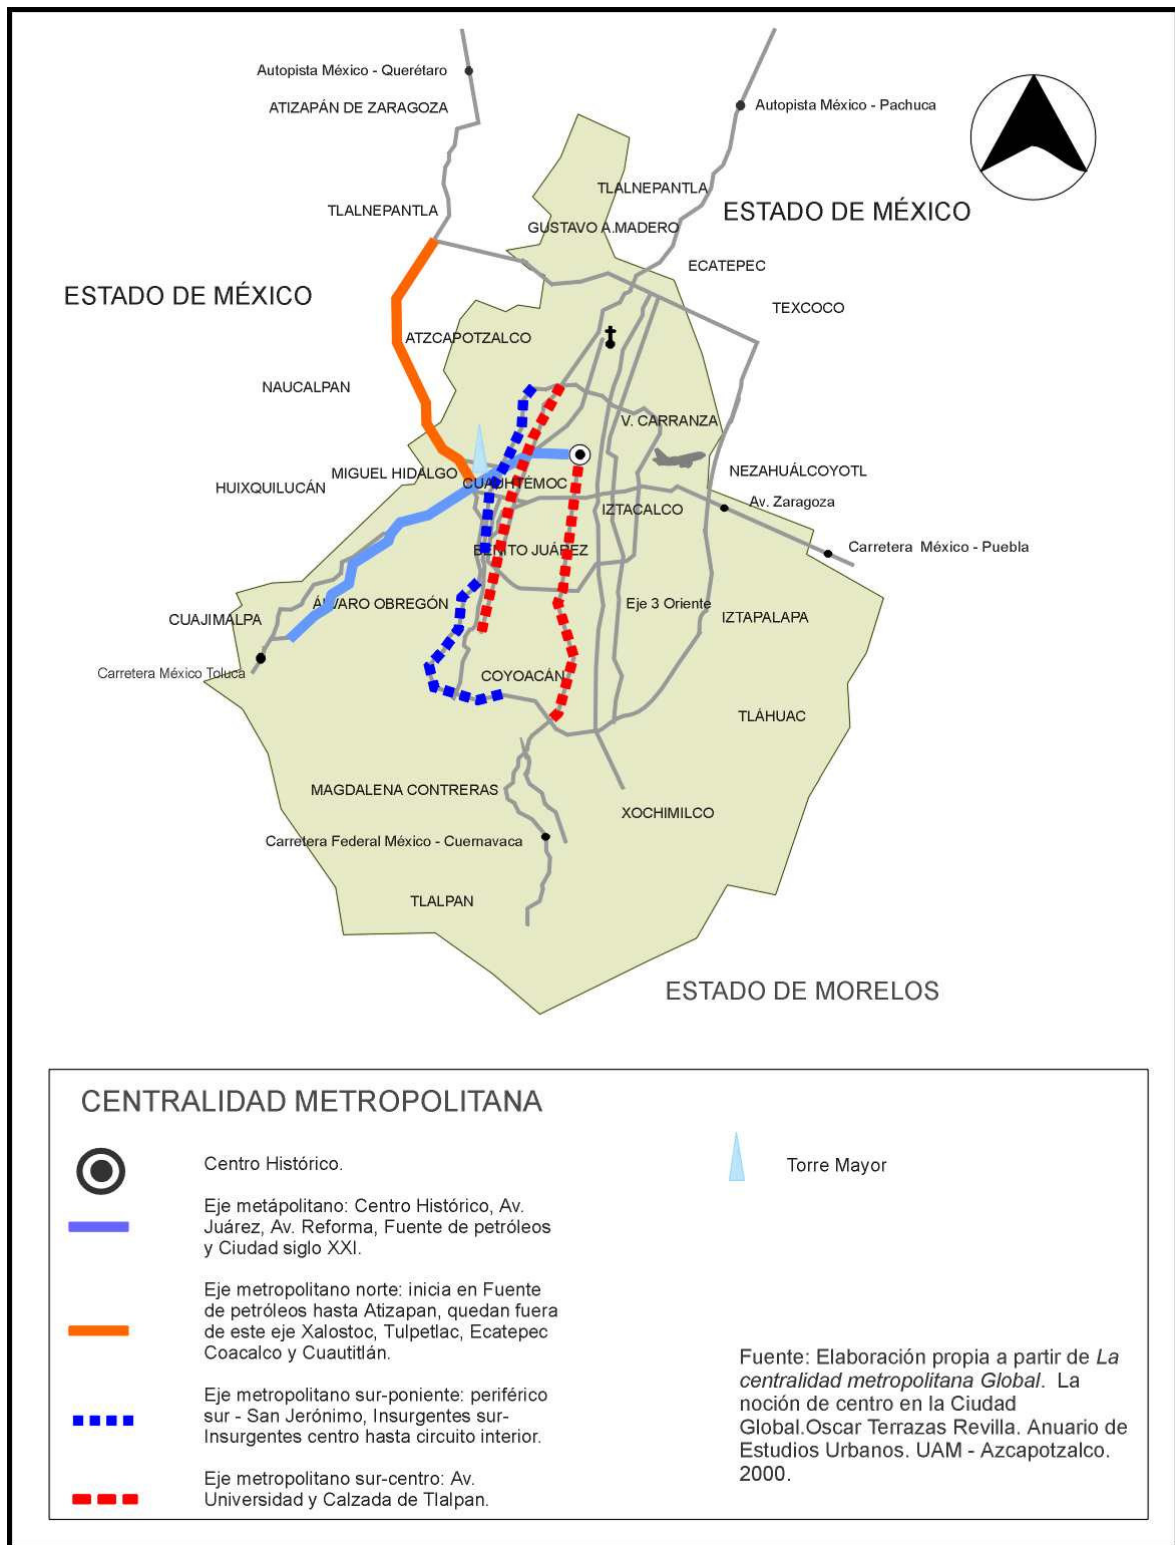 Autopista México - Querétaro
ATIZAPÁN DE ZARAGOZA
Autopista México - Pachuca
TLALNEPANTLA
TLALNEPANTLA
ESTADO DE MÉXICO
GUSTAVO A.MADERO
ECATEPEC
ESTADO DE MÉXICO
TEXCOCO
ATZCAPOTZALCO
NAUCALPAN
V. CARRANZA
MIGUEL HIDALGO
NEZAHUÁLCOYOTL
HUIXQUILUCÁN
CUAUHTÉMOC
Av. Zaragoza
IZTACALCO
Carretera México - Puebla
BENITO JUÁREZ
ÁLVARO OBREGÓN
Eje 3 Oriente
CUAJIMALPA
IZTAPALAPA
Carretera México Toluca
COYOACÁN
TLÁHUAC
MAGDALENA CONTRERAS
XOCHIMILCO
Carretera Federal México - Cuernavaca
TLALPAN
ESTADO DE MORELOS
CENTRALIDAD METROPOLITANA
Centro Histórico.
Eje metápolitano: Centro Histórico, Av.
Juárez, Av. Reforma, Fuente de petróleos
y Ciudad siglo XXI.
Eje metropolitano norte: inicia en Fuente
de petróleos hasta Atizapan, quedan fuera
de este eje Xalostoc, Tulpetlac, Ecatepec
Coacalco y Cuautitlán.
Eje metropolitano sur-poniente: periférico
sur - San Jerónimo, Insurgentes sur-
Insurgentes centro hasta circuito interior.
Eje metropolitano sur-centro: Av.
Universidad y Calzada de Tlalpan.
Torre Mayor
Fuente: Elaboración propia a partir de La
centralidad metropolitana Global. La
noción de centro en la Ciudad
Global.Oscar Terrazas Revilla. Anuario de
Estudios Urbanos. UAM - Azcapotzalco.
2000.